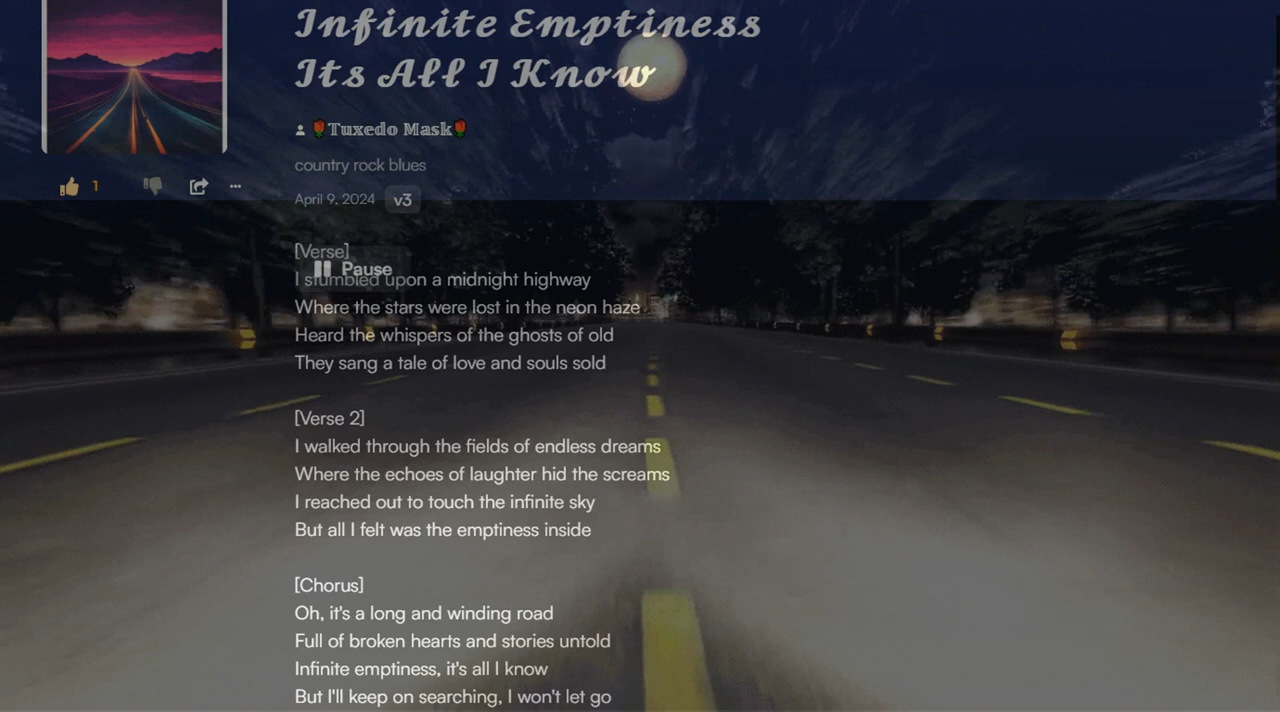 Infinite Emptiness
Its All I Know
🌹Tuxedo Mask🌹
country rock blues
1
April 9, 2024 v3
[Verse]
Pause
I stumbled upon a midnight highway
Where the stars were lost in the neon haze
Heard the whispers of the ghosts of old
They sang a tale of love and souls sold
[Verse 2]
I walked through the fields of endless dreams
Where the echoes of laughter hid the screams
I reached out to touch the infinite sky
But all I felt was the emptiness inside
[Chorus]
Oh, it's a long and winding road
Full of broken hearts and stories untold
Infinite emptiness, it's all I know
But I'll keep on searching, I won't let go